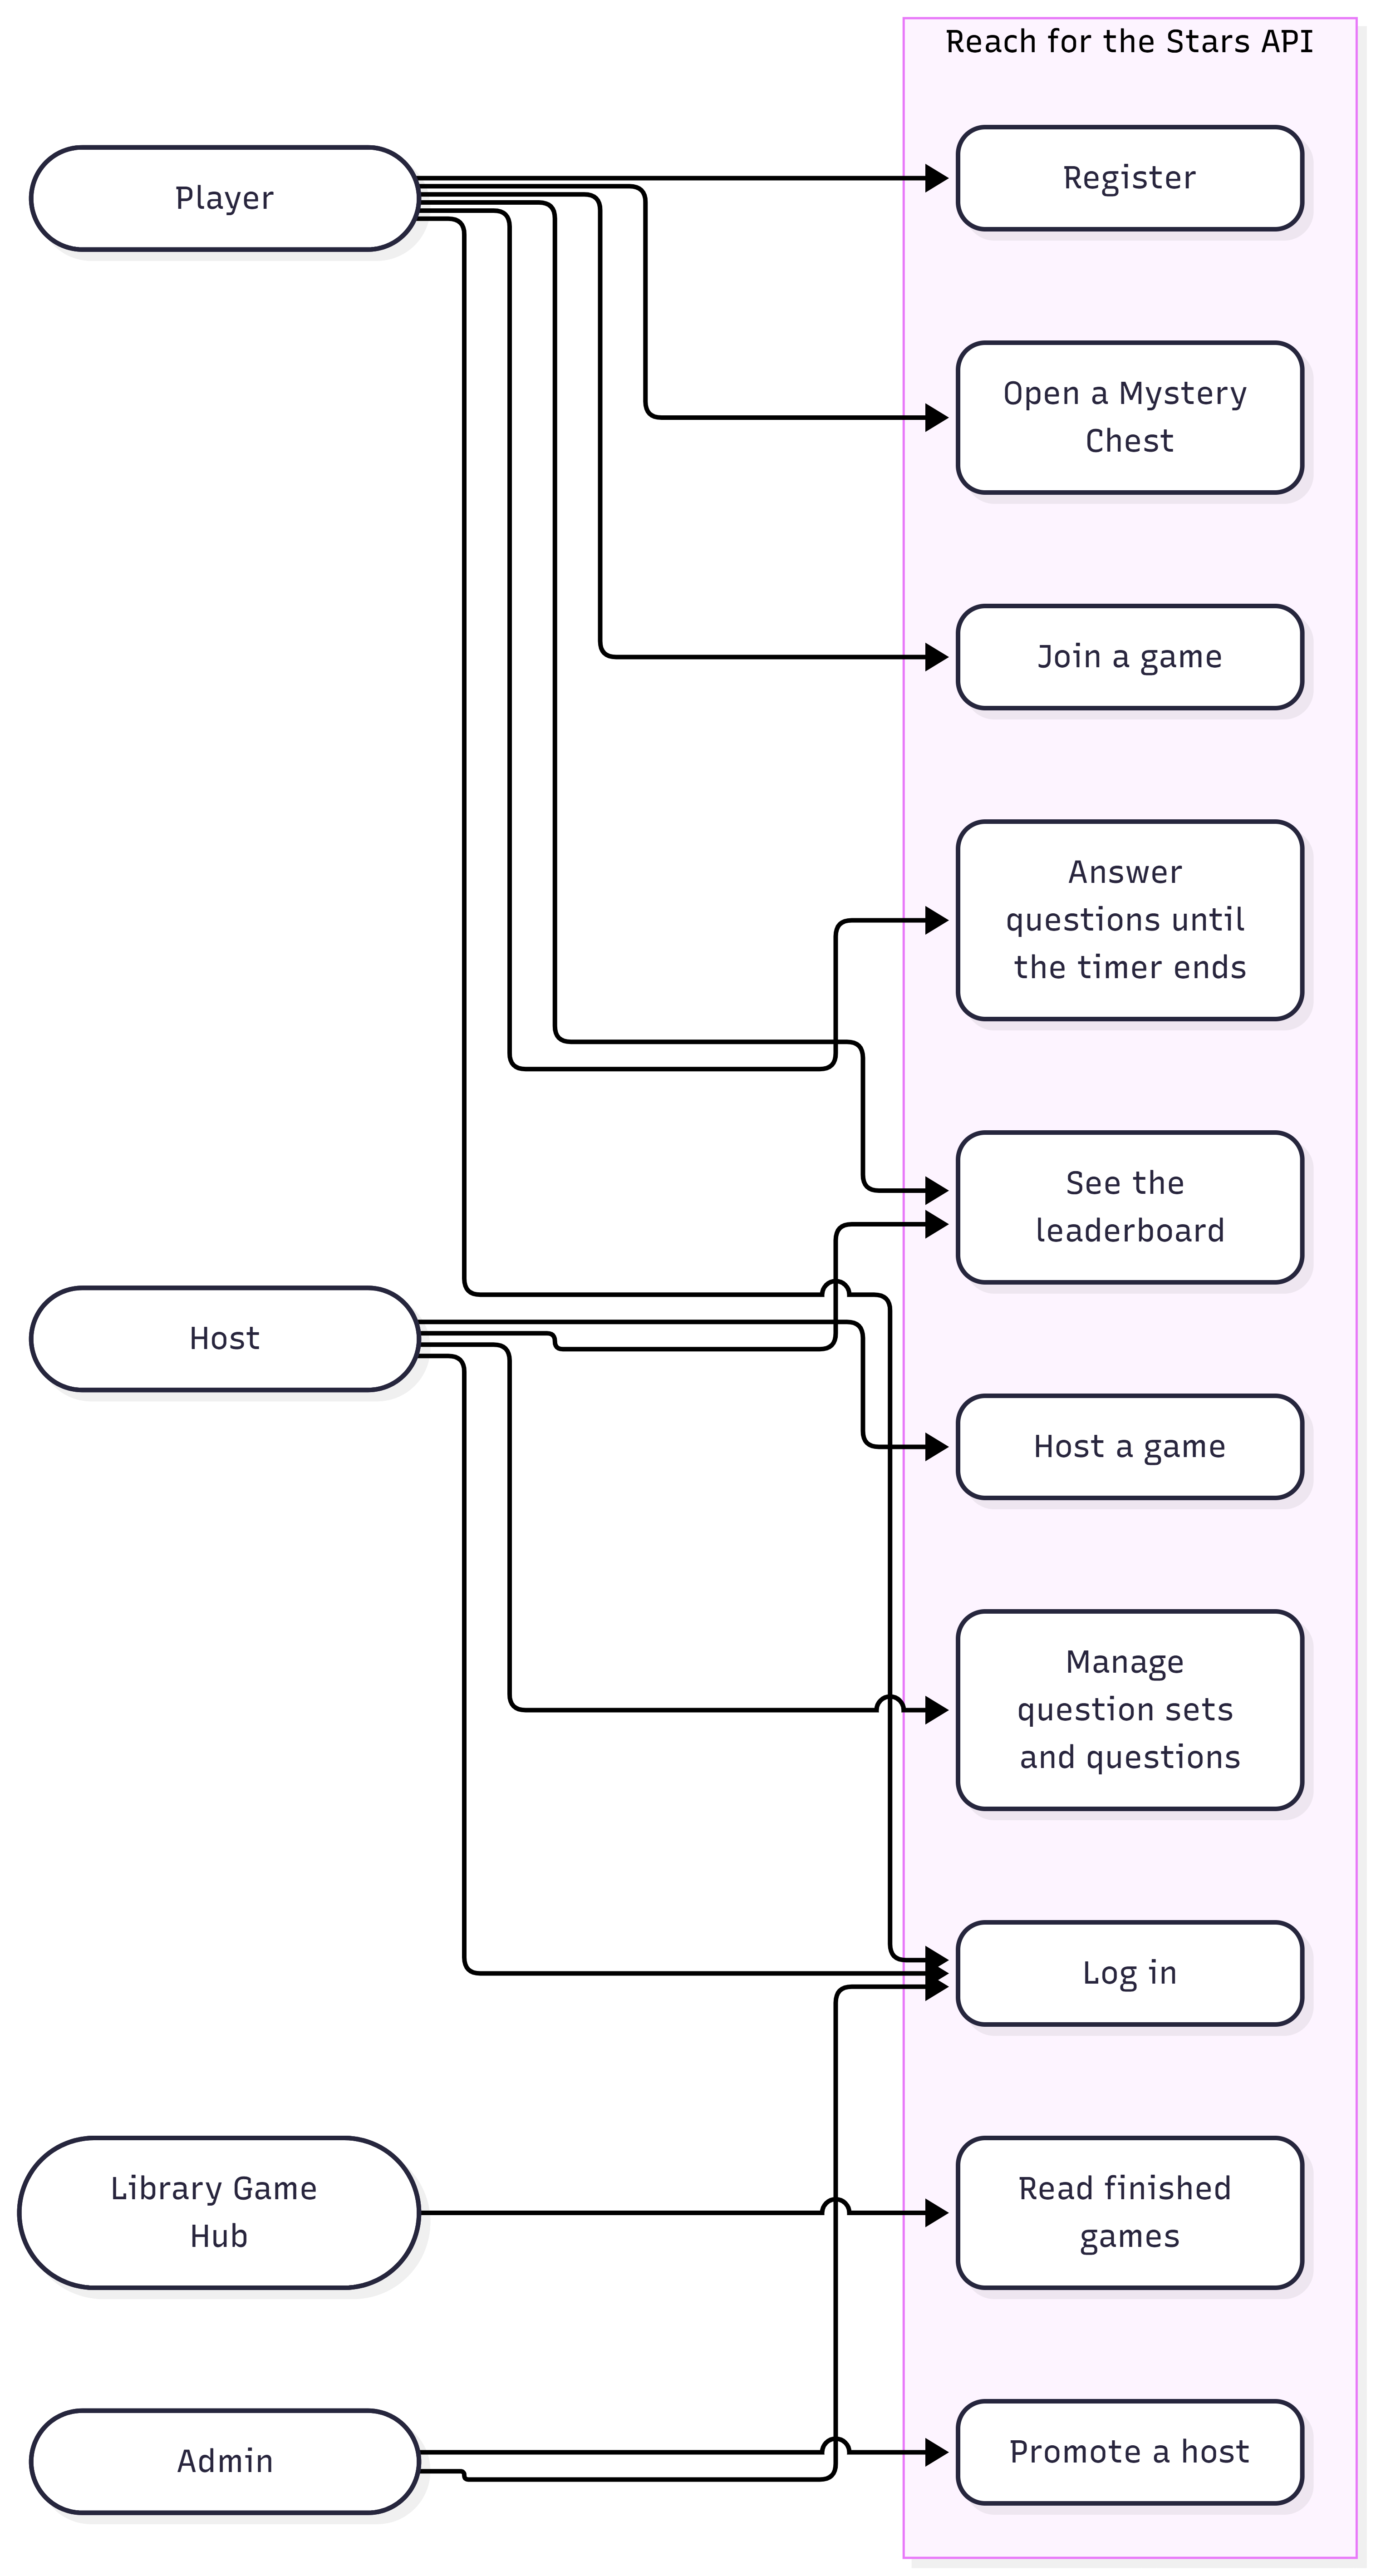 Reach for the Stars API
Player
Register
Open a Mystery
Chest
Join a game
Answer
questions until
the timer ends
See the
leaderboard
Host
Host a game
Manage
question sets
and questions
Log in
Library Game
Hub
Read finished
games
Admin
Promote a host